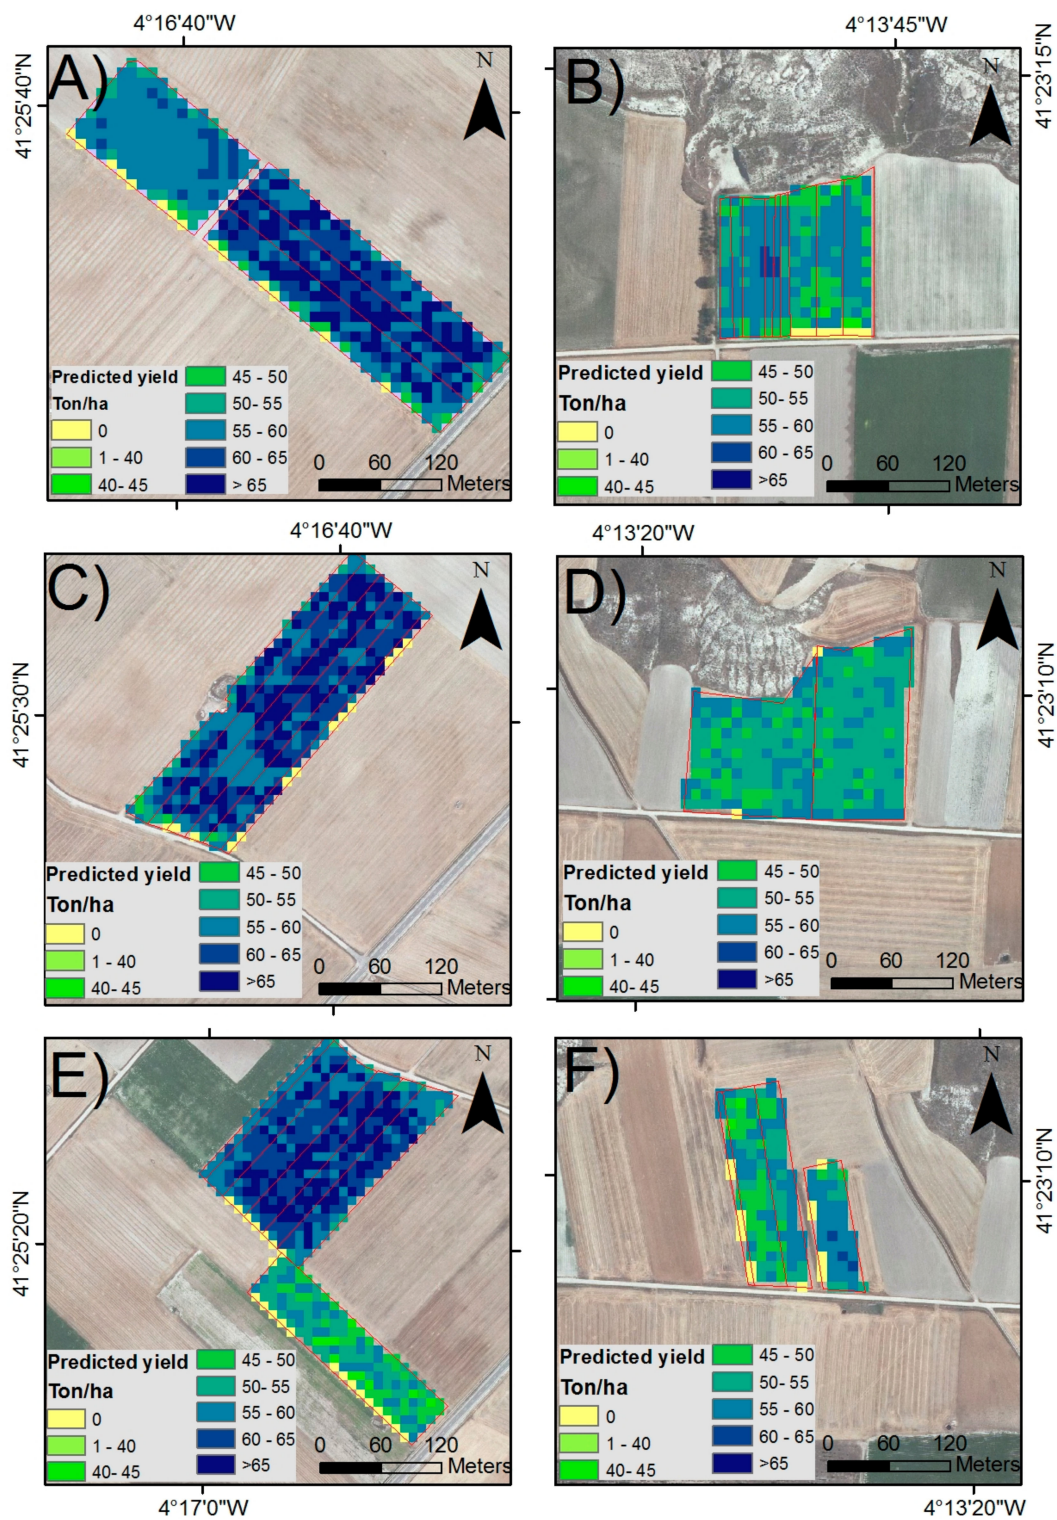 4°16'40"W
4°13'45"W
41°25'40"N
A)
N
Predicted yield
Ton/ha
0
1 - 40
40- 45
45 - 50
50- 55
55 - 60
60 - 65
> 65
0 60 120
Meters
B)
N
41°23'15"N
Predicted yield
Ton/ha
0
1 - 40
40- 45
45 - 50
50- 55
55 - 60
60 - 65
>65
0 60 120
Meters
4°16'40"W
4°13'20"W
41°25'30"N
C)
N
Predicted yield
Ton/ha
0
1 - 40
40- 45
45 - 50
50- 55
55 - 60
60 - 65
>65
0 60 120
Meters
D)
N
41°23'10"N
Predicted yield
Ton/ha
0
1 - 40
40- 45
45 - 50
50- 55
55 - 60
60 - 65
>65
0 60 120
Meters
41°25'20"N
E)
N
Predicted yield
Ton/ha
0
1 - 40
40- 45
45 - 50
50- 55
55 - 60
60 - 65
>65
0 60 120
Meters
F)
N
41°23'10"N
Predicted yield
Ton/ha
0
1 - 40
40- 45
45 - 50
50- 55
55 - 60
60 - 65
>65
0 60 120
Meters
4°17'0"W
4°13'20"W